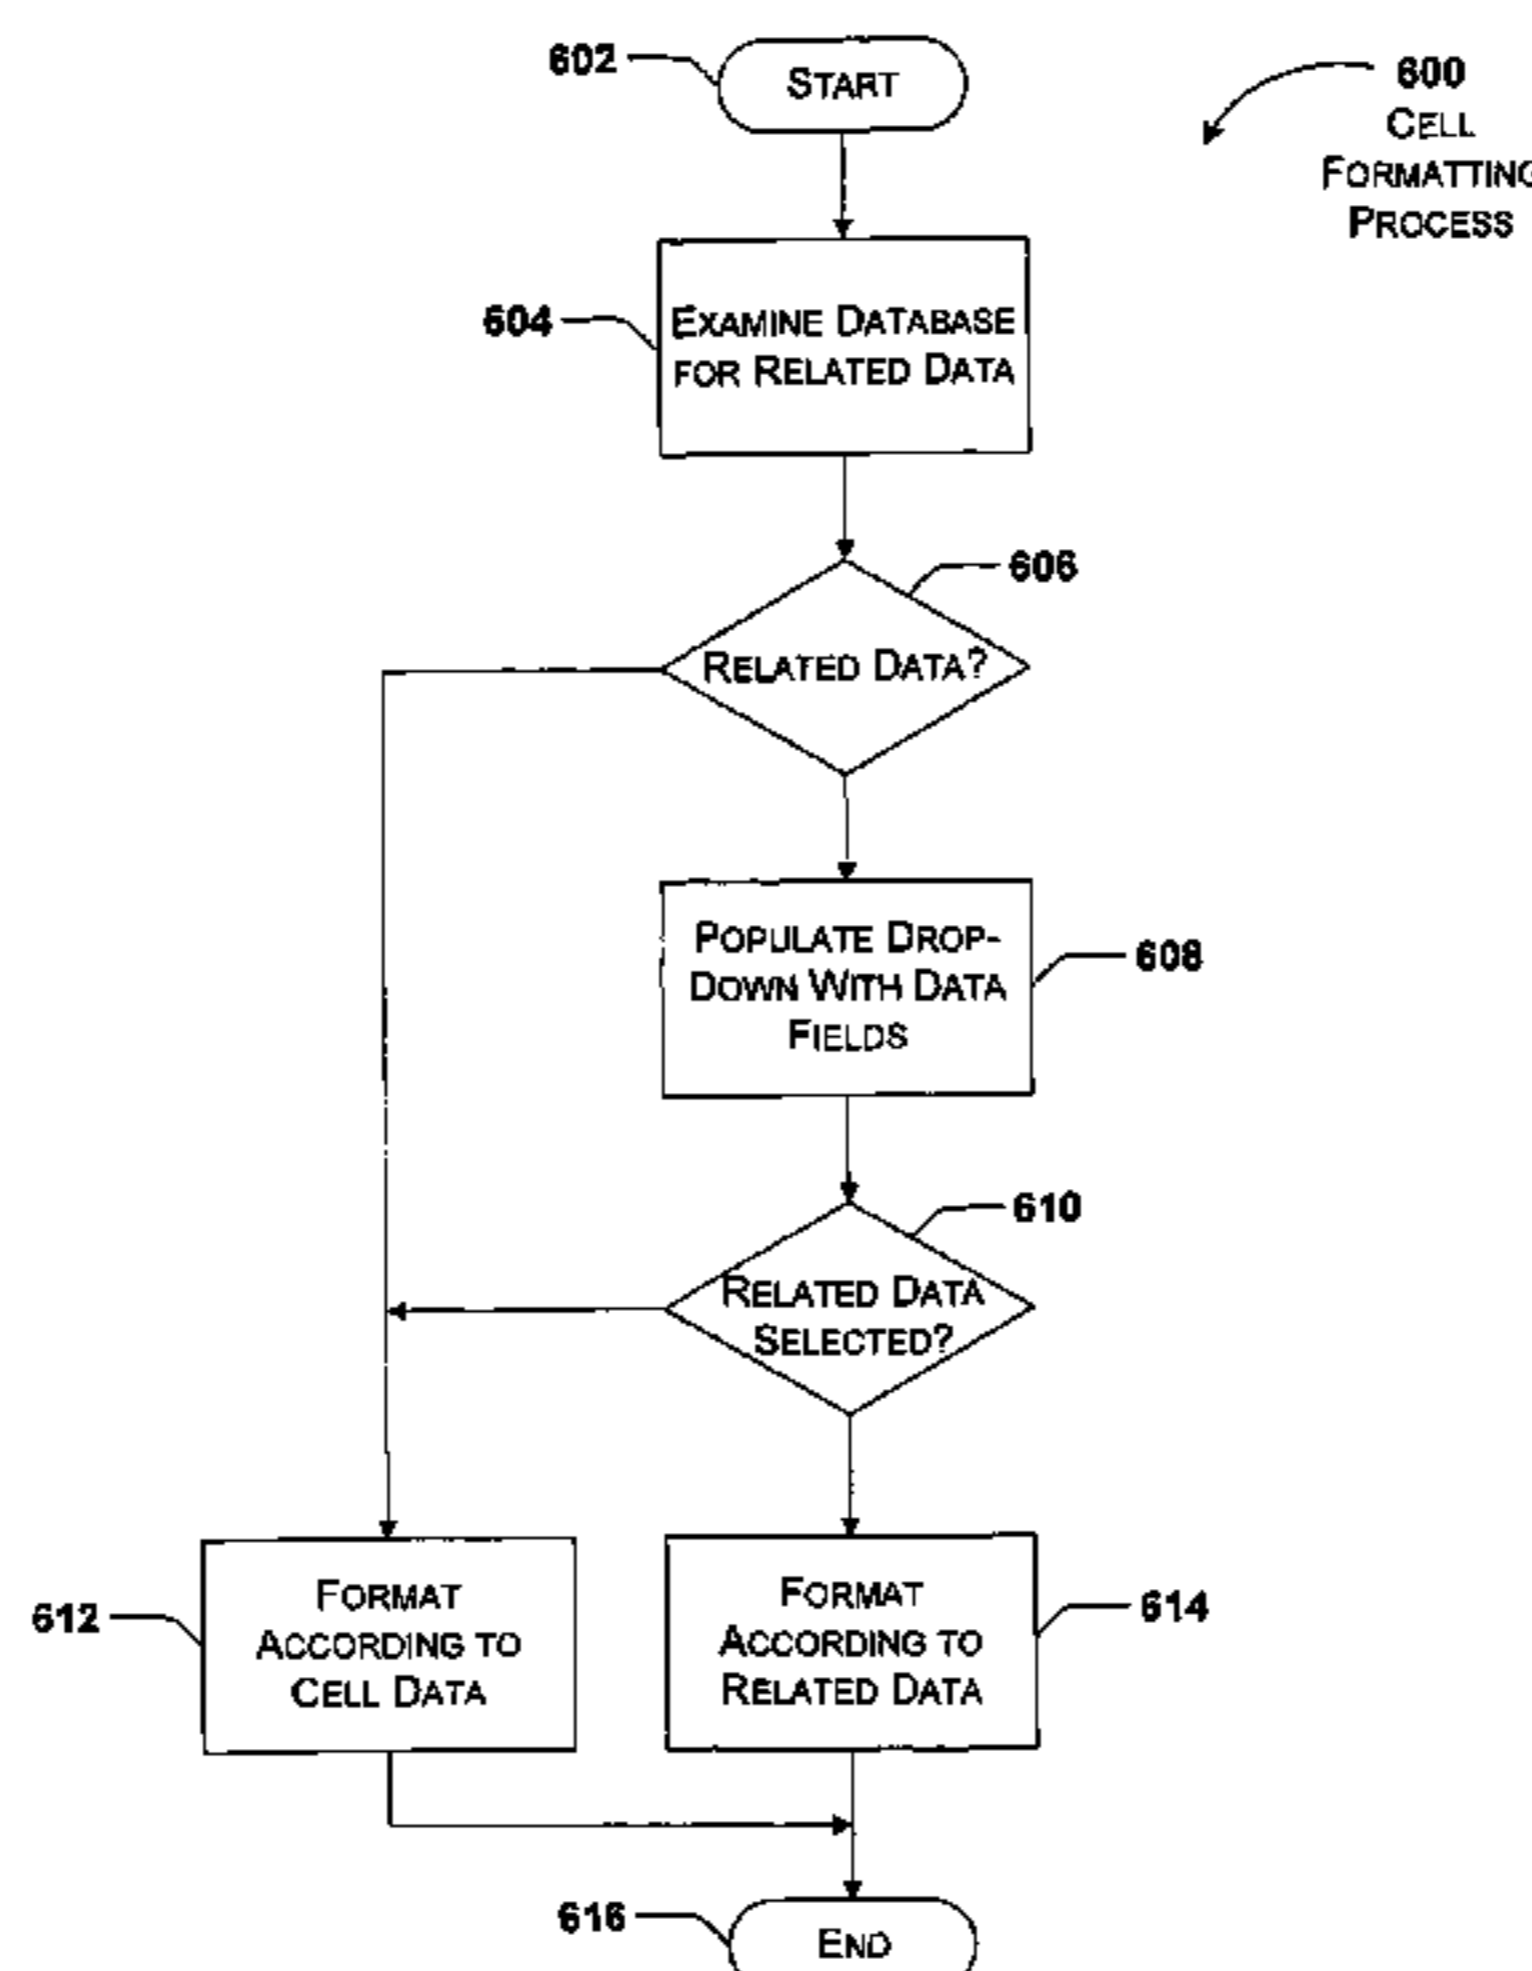 602
START
600
CELL
FORMATTING
PROCESS
604
EXAMINE DATABASE
FOR RELATED DATA
606
RELATED DATA?
POPULATE DROP-
DOWN WITH DATA
FIELDS
608
610
RELATED DATA
SELECTED?
612
FORMAT
ACCORDING TO
CELL DATA
FORMAT
ACCORDING TO
RELATED DATA
614
616
END